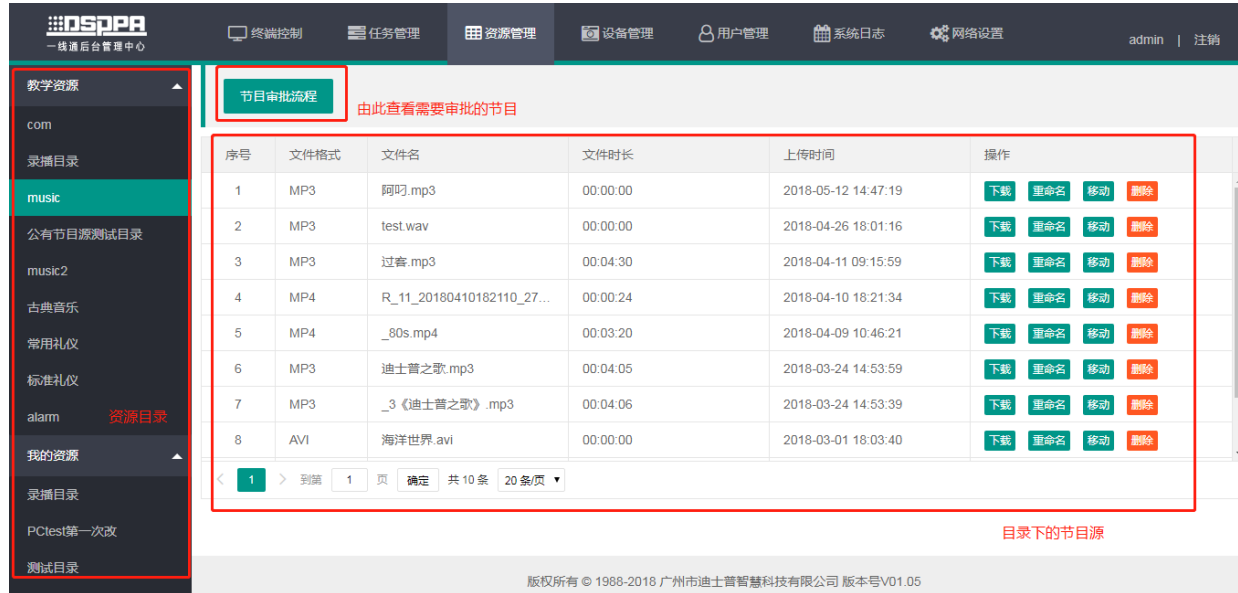 DSPPA
一线通后台管理中心
终端控制 任务管理 资源管理 设备管理 用户管理 系统日志 网络设置 admin | 注销
教学资源
com
录播目录
music
公有节目源测试目录
music2
古典音乐
常用礼仪
标准礼仪
alarm 资源目录
我的资源
录播目录
PCtest第一次改
测试目录
节目审批流程 由此查看需要审批的节目
序号 文件格式 文件名 文件时长 上传时间 操作
1 MP3 阿叼.mp3 00:00:00 2018-05-12 14:47:19 下载 重命名 移动 删除
2 MP3 test.wav 00:00:00 2018-04-26 18:01:16 下载 重命名 移动 删除
3 MP3 过客.mp3 00:04:30 2018-04-11 09:15:59 下载 重命名 移动 删除
4 MP4 R_11_20180410182110_27... 00:00:24 2018-04-10 18:21:34 下载 重命名 移动 删除
5 MP4 _80s.mp4 00:03:20 2018-04-09 10:46:21 下载 重命名 移动 删除
6 MP3 迪士普之歌.mp3 00:04:05 2018-03-24 14:53:59 下载 重命名 移动 删除
7 MP3 _3《迪士普之歌》.mp3 00:04:06 2018-03-24 14:53:39 下载 重命名 移动 删除
8 AVI 海洋世界.avi 00:00:00 2018-03-01 18:03:40 下载 重命名 移动 删除
< 1 > 到第 1 页 确定 共 10 条 20 条/页
目录下的节目源
版权所有 © 1988-2018 广州市迪士普智慧科技有限公司 版本号V01.05